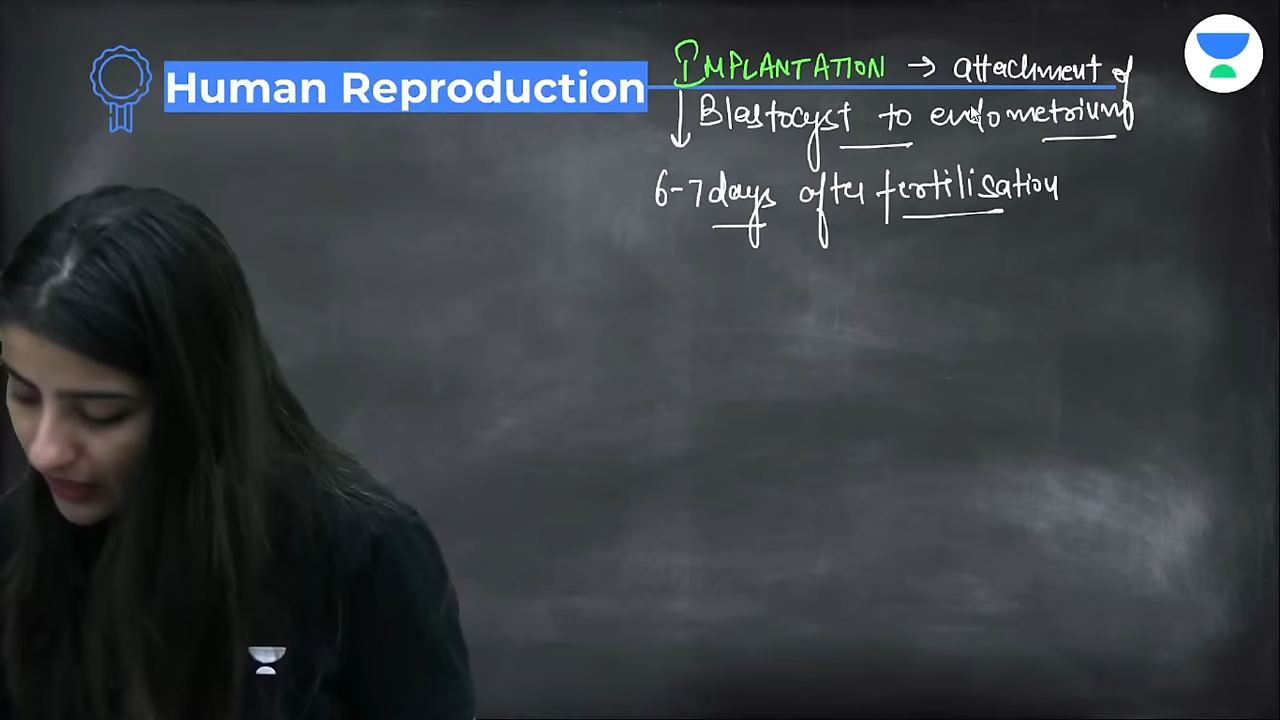 Human Reproduction
IMPLANTATION → attachment of
Blastocyst to endometrium
6-7 days after fertilisation